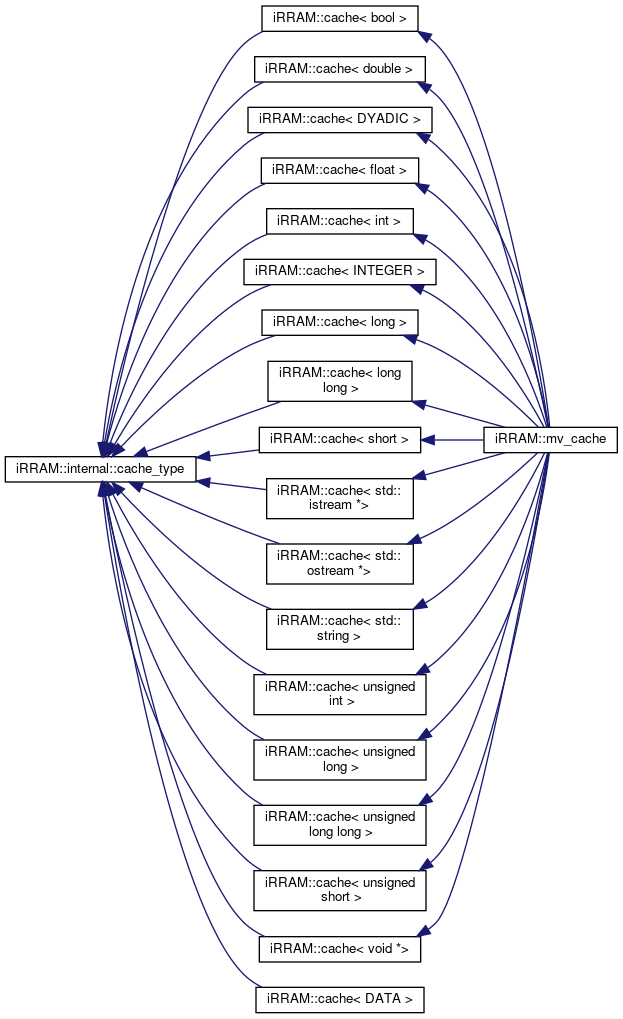 iRRAM::cache< bool >
iRRAM::cache< double >
iRRAM::cache< DYADIC >
iRRAM::cache< float >
iRRAM::cache< int >
iRRAM::cache< INTEGER >
iRRAM::cache< long >
iRRAM::cache< long
long >
iRRAM::cache< short >
iRRAM::mv_cache
iRRAM::internal::cache_type
iRRAM::cache< std::
istream *>
iRRAM::cache< std::
ostream *>
iRRAM::cache< std::
string >
iRRAM::cache< unsigned
int >
iRRAM::cache< unsigned
long >
iRRAM::cache< unsigned
long long >
iRRAM::cache< unsigned
short >
iRRAM::cache< void *>
iRRAM::cache< DATA >